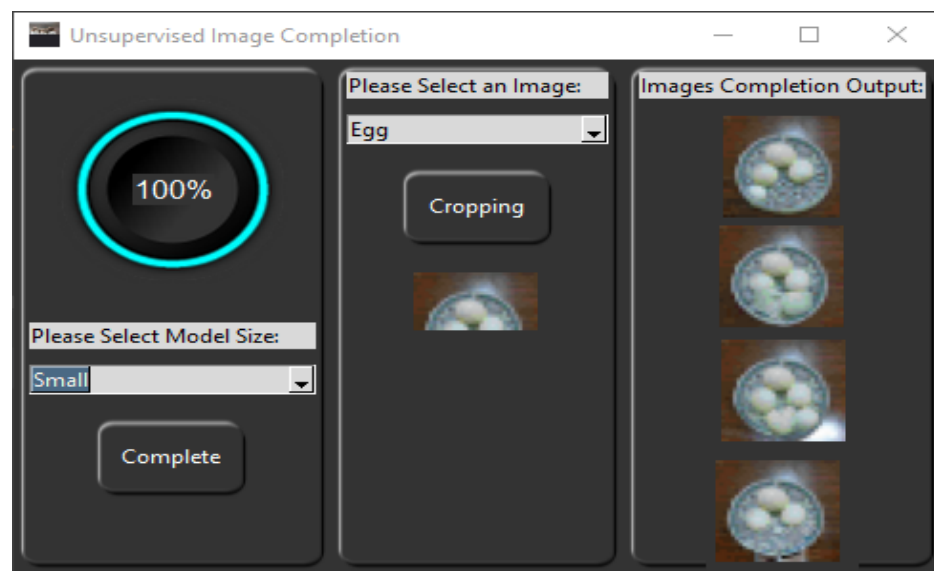 Unsupervised Image Completion
100%
Please Select Model Size:
Small
Complete
Please Select an Image:
Egg
Cropping
Images Completion Output: